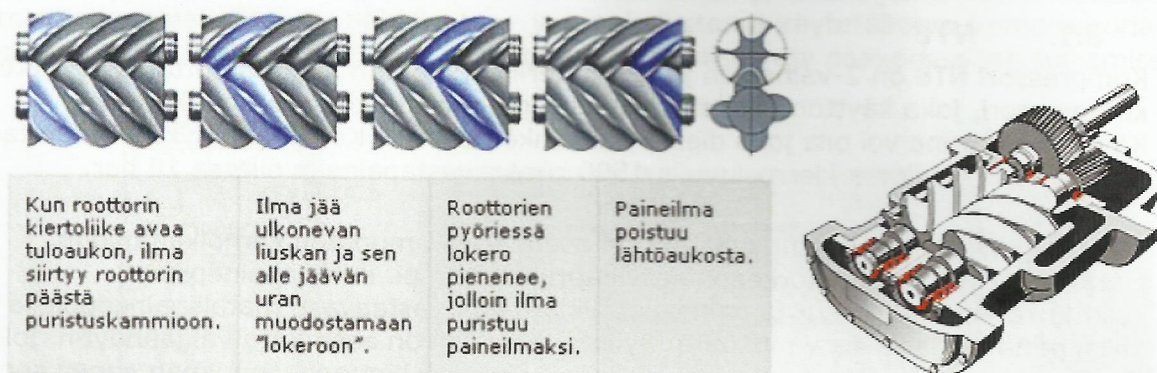 Kun roottorin
kiertoliike avaa
tuloaukon, ilma
siirtyy roottorin
päästä
puristuskammioon.
Ilma jää
ulkonevan
liuskan ja sen
alle jäävän
uran
muodostamaan
"lokeroon".
Roottorien
pyöriessä
lokero
pienenee,
jolloin ilma
puristuu
paineilmaksi.
Paineilma
poistuu
lähtöaukosta.